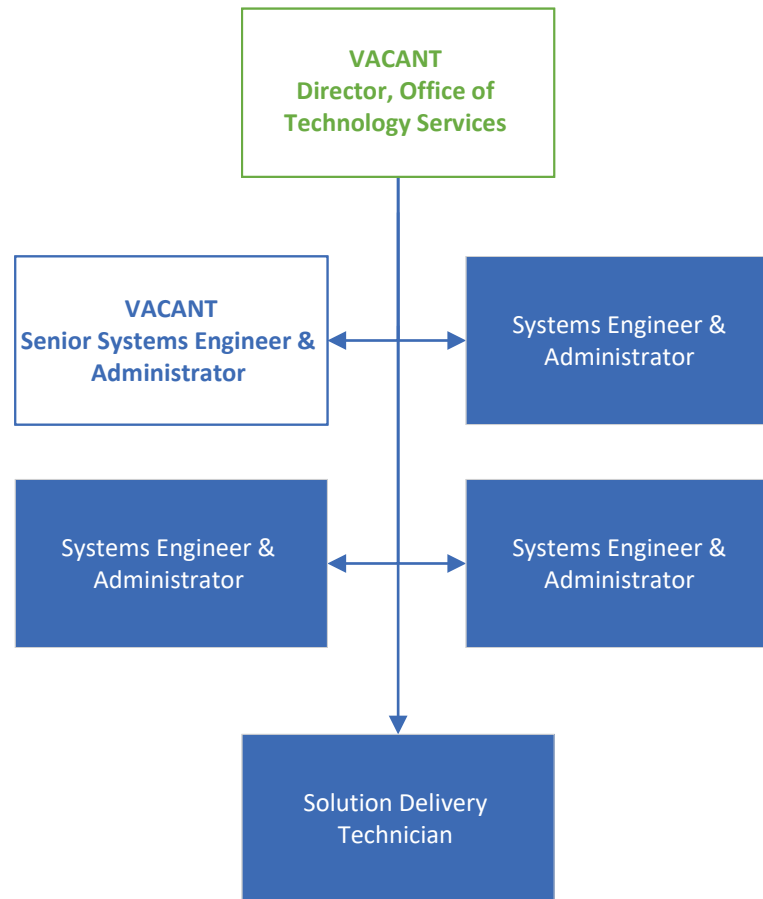 VACANT
Director, Office of
Technology Services
VACANT
Senior Systems Engineer &
Administrator
Systems Engineer &
Administrator
Systems Engineer &
Administrator
Systems Engineer &
Administrator
Solution Delivery
Technician